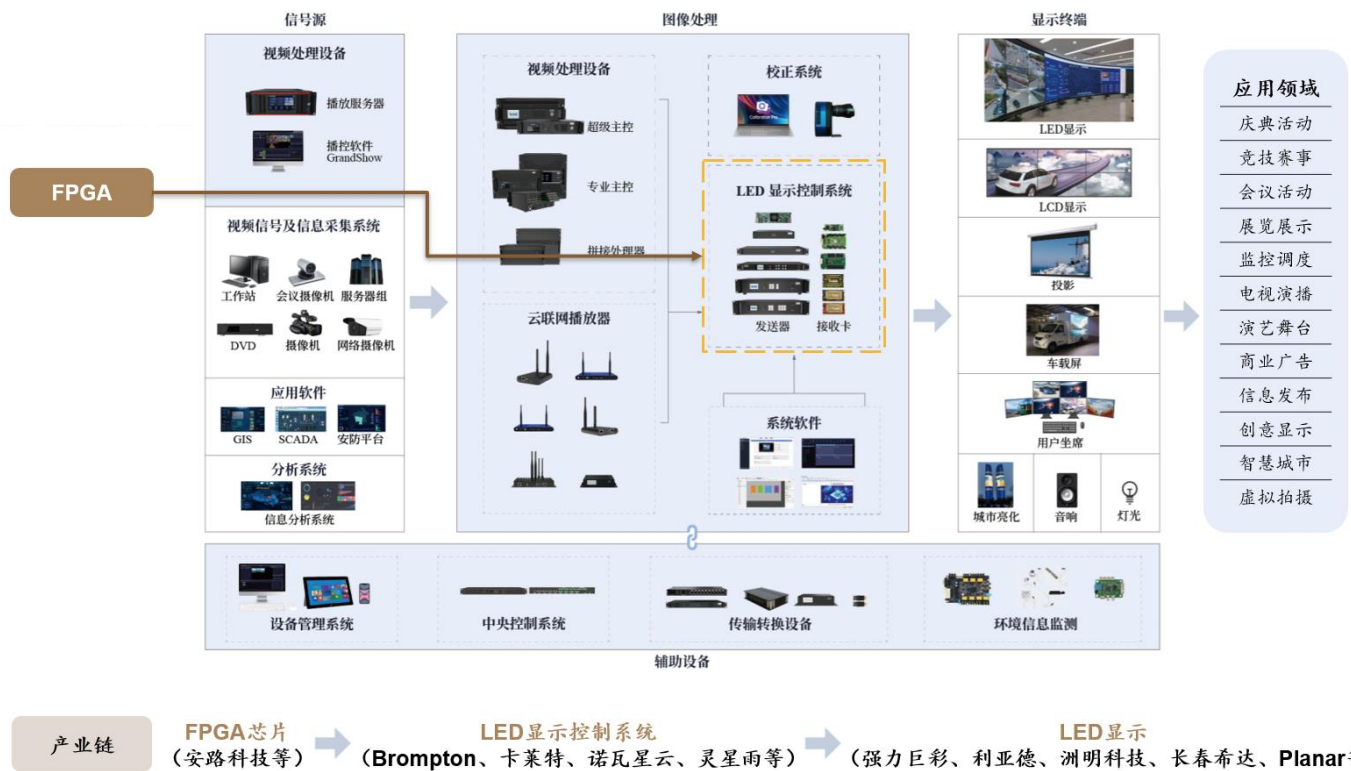 信号源
图像处理
显示终端
视频处理设备
播放服务器
播控软件
GrandShow
FPGA
视频信号及信息采集系统
工作站 会议摄像机 服务器组
DVD 摄像机 网络摄像机
应用软件
GIS SCADA 安防平台
分析系统
信息分析系统
视频处理设备
超级主控
专业主控
拼接处理器
云联网播放器
校正系统
Calibration Pro
LED 显示控制系统
发送器 接收卡
系统软件
LED显示
LCD显示
投影
车载屏
用户坐席
城市亮化 音响 灯光
应用领域
庆典活动
竞技赛事
会议活动
展览展示
监控调度
电视演播
演艺舞台
商业广告
信息发布
创意显示
智慧城市
虚拟拍摄
设备管理系统 中央控制系统 传输转换设备 环境信息监测
辅助设备
产业链
FPGA芯片 LED显示控制系统 LED显示
(安路科技等) (Brompton、卡莱特、诺瓦星云、灵星雨等) (强力巨彩、利亚德、洲明科技、长春希达、Planar